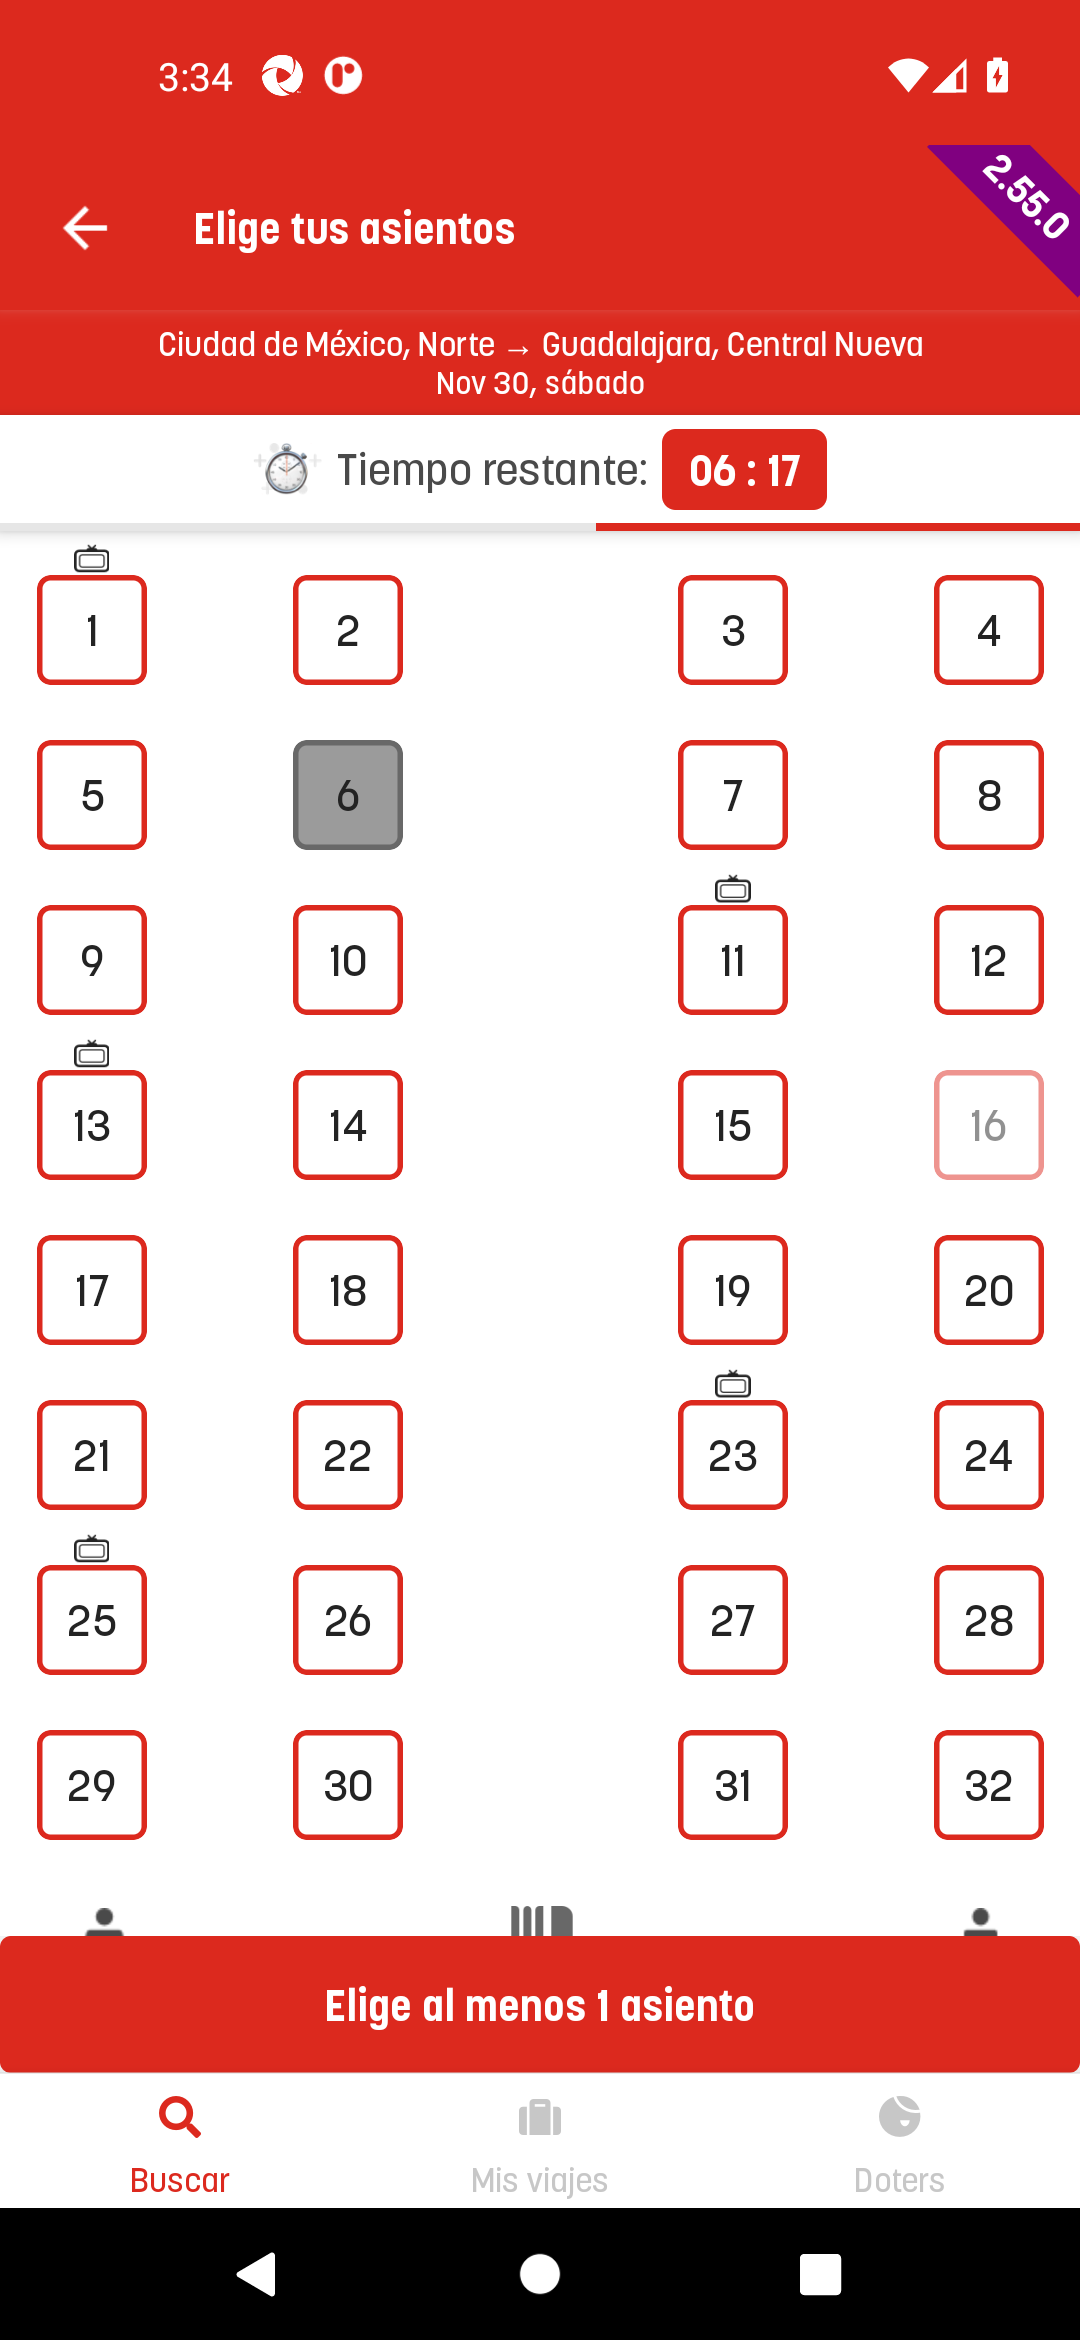 3:34
2.55.0
Elige tus asientos
Ciudad de México, Norte → Guadalajara, Central Nueva
Nov 30, sábado
Tiempo restante: 06 : 17
1 2 3 4
5 6 7 8
9 10 11 12
13 14 15 16
17 18 19 20
21 22 23 24
25 26 27 28
29 30 31 32
Elige al menos 1 asiento
Buscar Mis viajes Doters